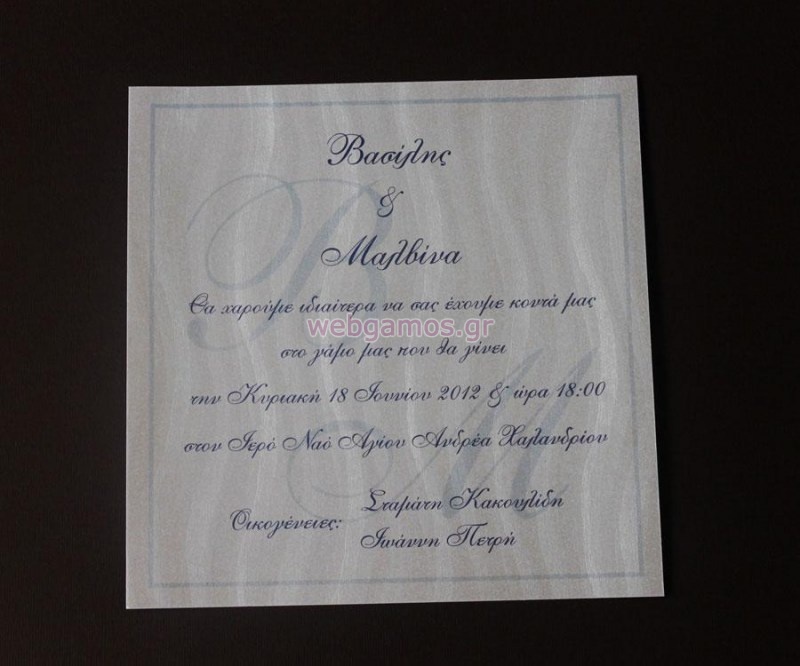 Βασίλης
&
Μαλβίνα
Θα χαρούμε ιδιαίτερα να σας έχουμε κοντά μας
webgamos.gr
στο γάμο μας που θα γίνει
την Κυριακή 18 Ιουνίου 2012 & ώρα 18:00
στον Ιερό Ναό Αγίου Ανδρέα Χαλανδρίου
Οικογένειες: Σταμάτη Κακουλίδη
Ιωάννη Πετρή
B
M